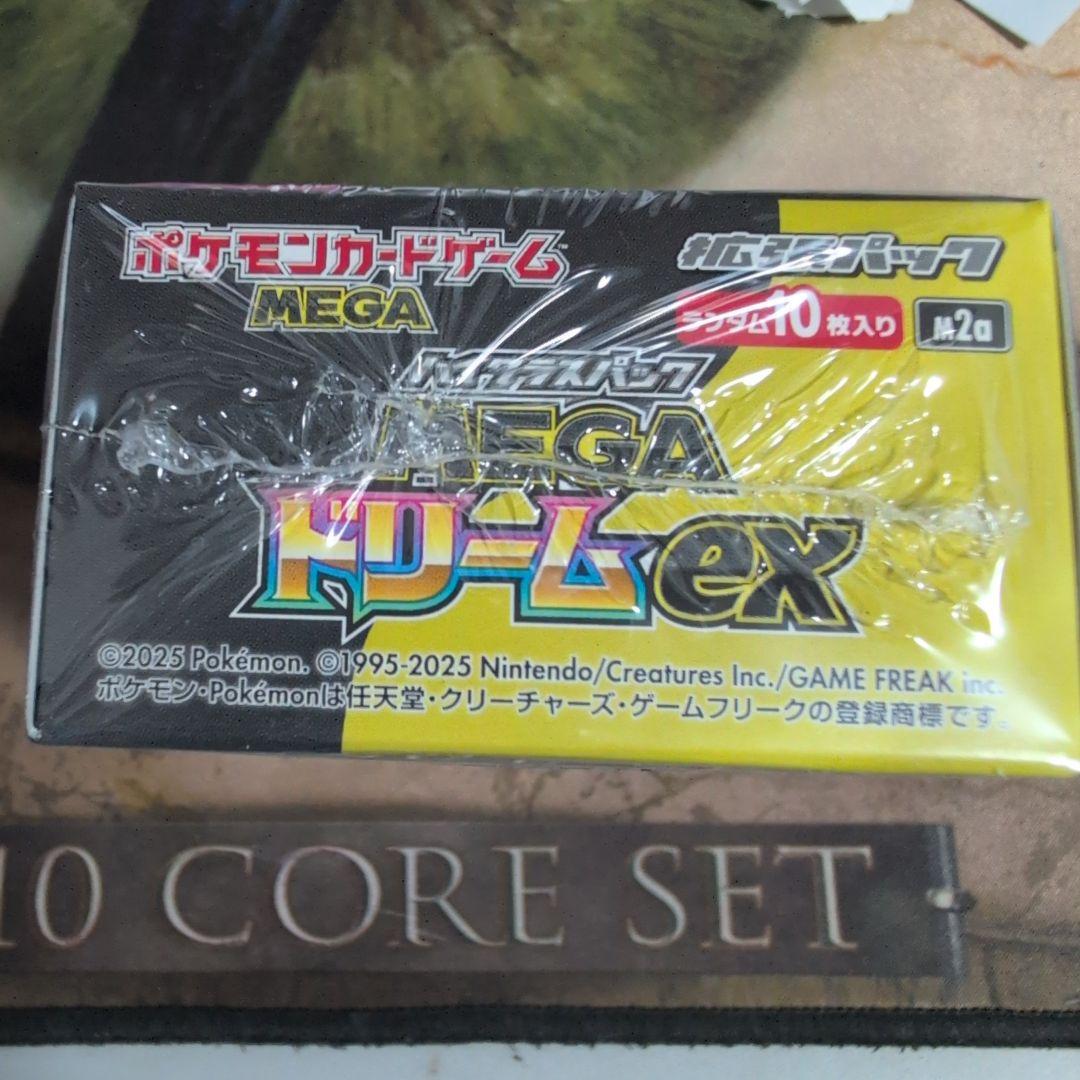 ポケモンカードゲーム™
MEGA
拡張パック
ランダム10枚入り
M2a
ハイクラスパック
MEGA
ドリームex
©2025 Pokémon. ©1995-2025 Nintendo/Creatures Inc./GAME FREAK inc.
ポケモン・Pokémonは任天堂・クリーチャーズ・ゲームフリークの登録商標です。
10 CORE SET